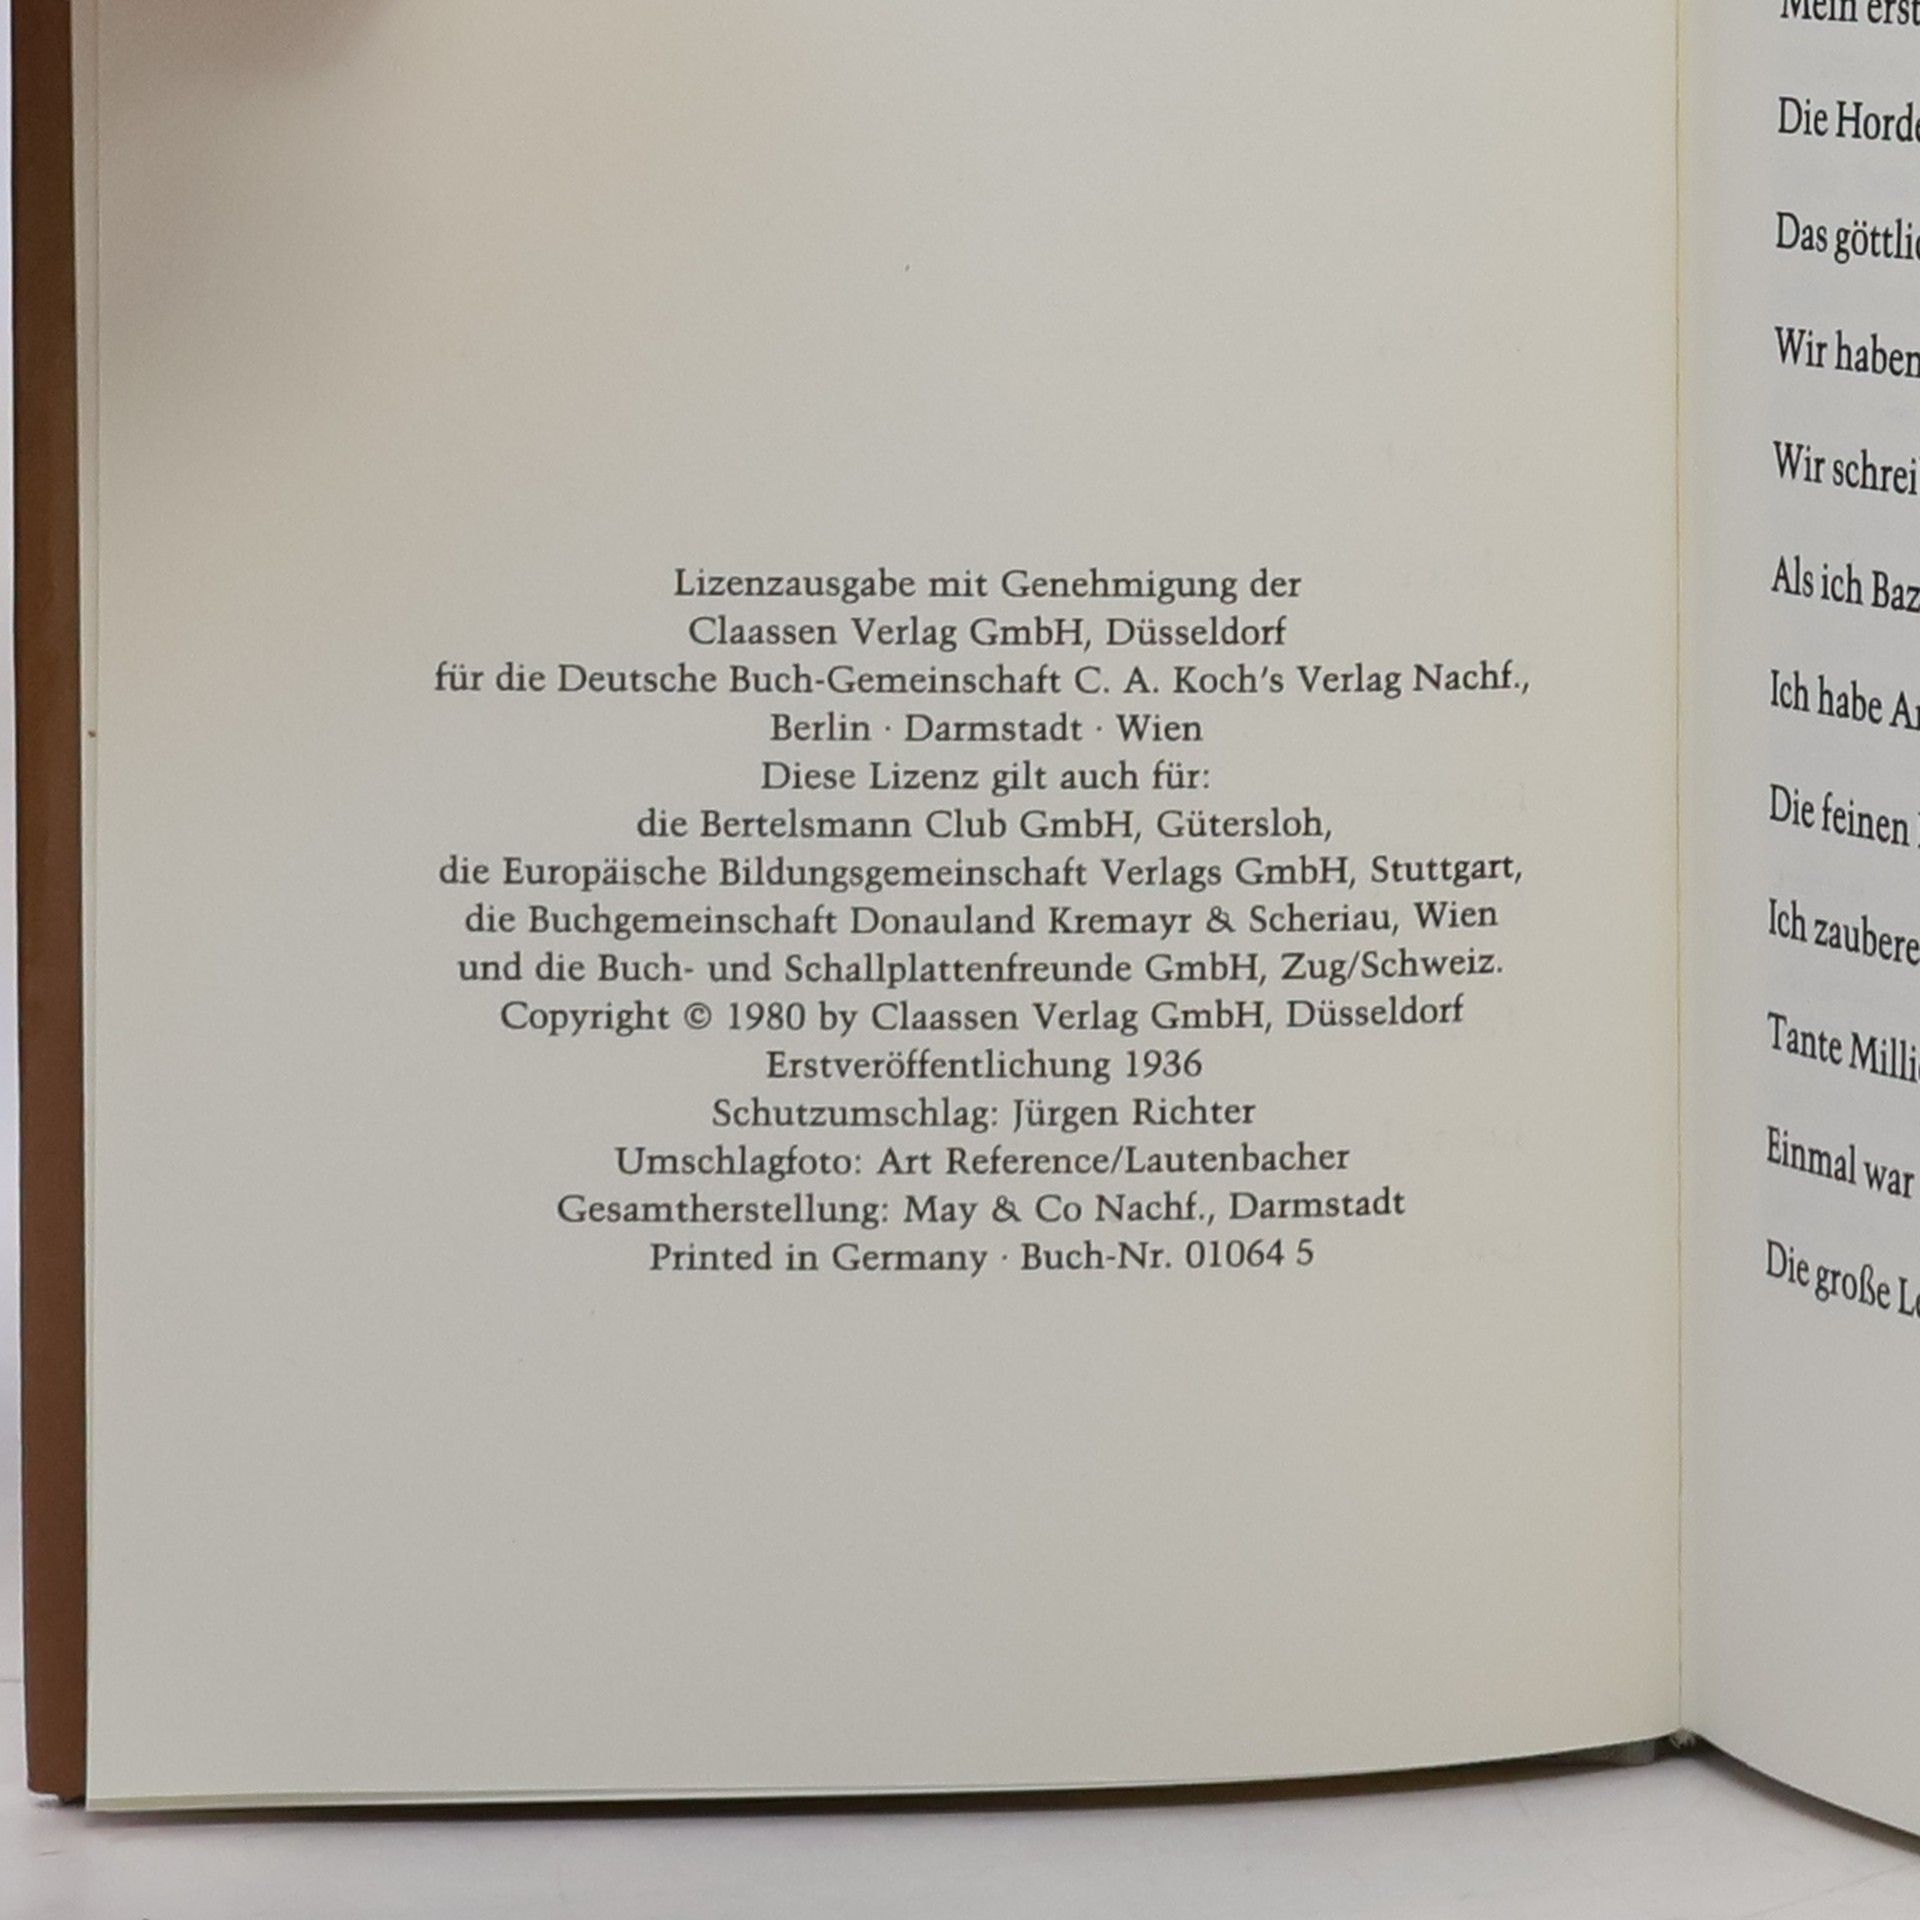 Lizenzausgabe mit Genehmigung der
Claassen Verlag GmbH, Düsseldorf
für die Deutsche Buch-Gemeinschaft C. A. Koch's Verlag Nachf.,
Berlin · Darmstadt · Wien
Diese Lizenz gilt auch für:
die Bertelsmann Club GmbH, Gütersloh,
die Europäische Bildungsgemeinschaft Verlags GmbH, Stuttgart,
die Buchgemeinschaft Donauland Kremayr & Scheriau, Wien
und die Buch- und Schallplattenfreunde GmbH, Zug/Schweiz.
Copyright © 1980 by Claassen Verlag GmbH, Düsseldorf
Erstveröffentlichung 1936
Schutzumschlag: Jürgen Richter
Umschlagfoto: Art Reference/Lautenbacher
Gesamtherstellung: May & Co Nachf., Darmstadt
Printed in Germany · Buch-Nr. 01064 5
Mein
Die
Das
Wir haben
Wir
Als ich
Ich habe
Die feinen
Ich zaubere
Tante
Einmal war
Die große